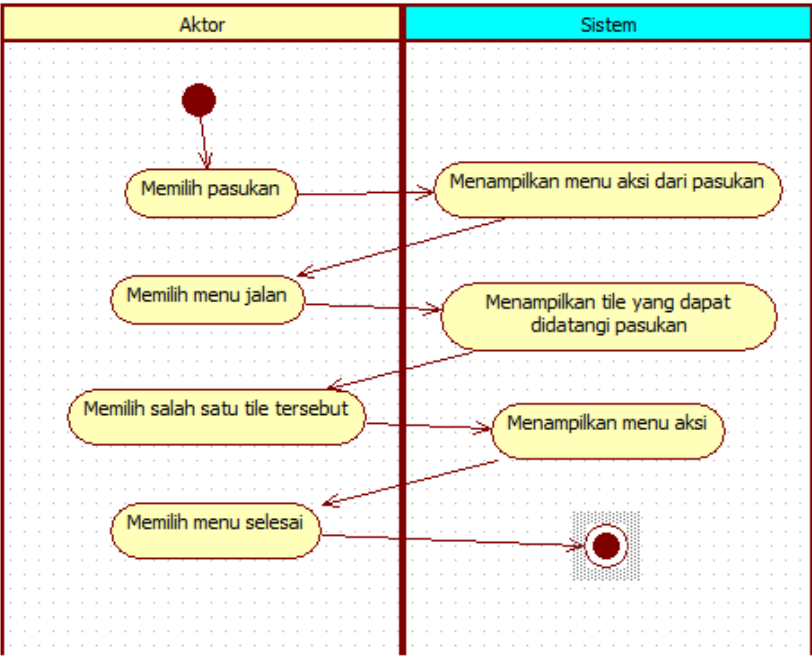 Aktor
Sistem
Memilih pasukan
Menampilkan menu aksi dari pasukan
Memilih menu jalan
Menampilkan tile yang dapat
didatangi pasukan
Memilih salah satu tile tersebut
Menampilkan menu aksi
Memilih menu selesai